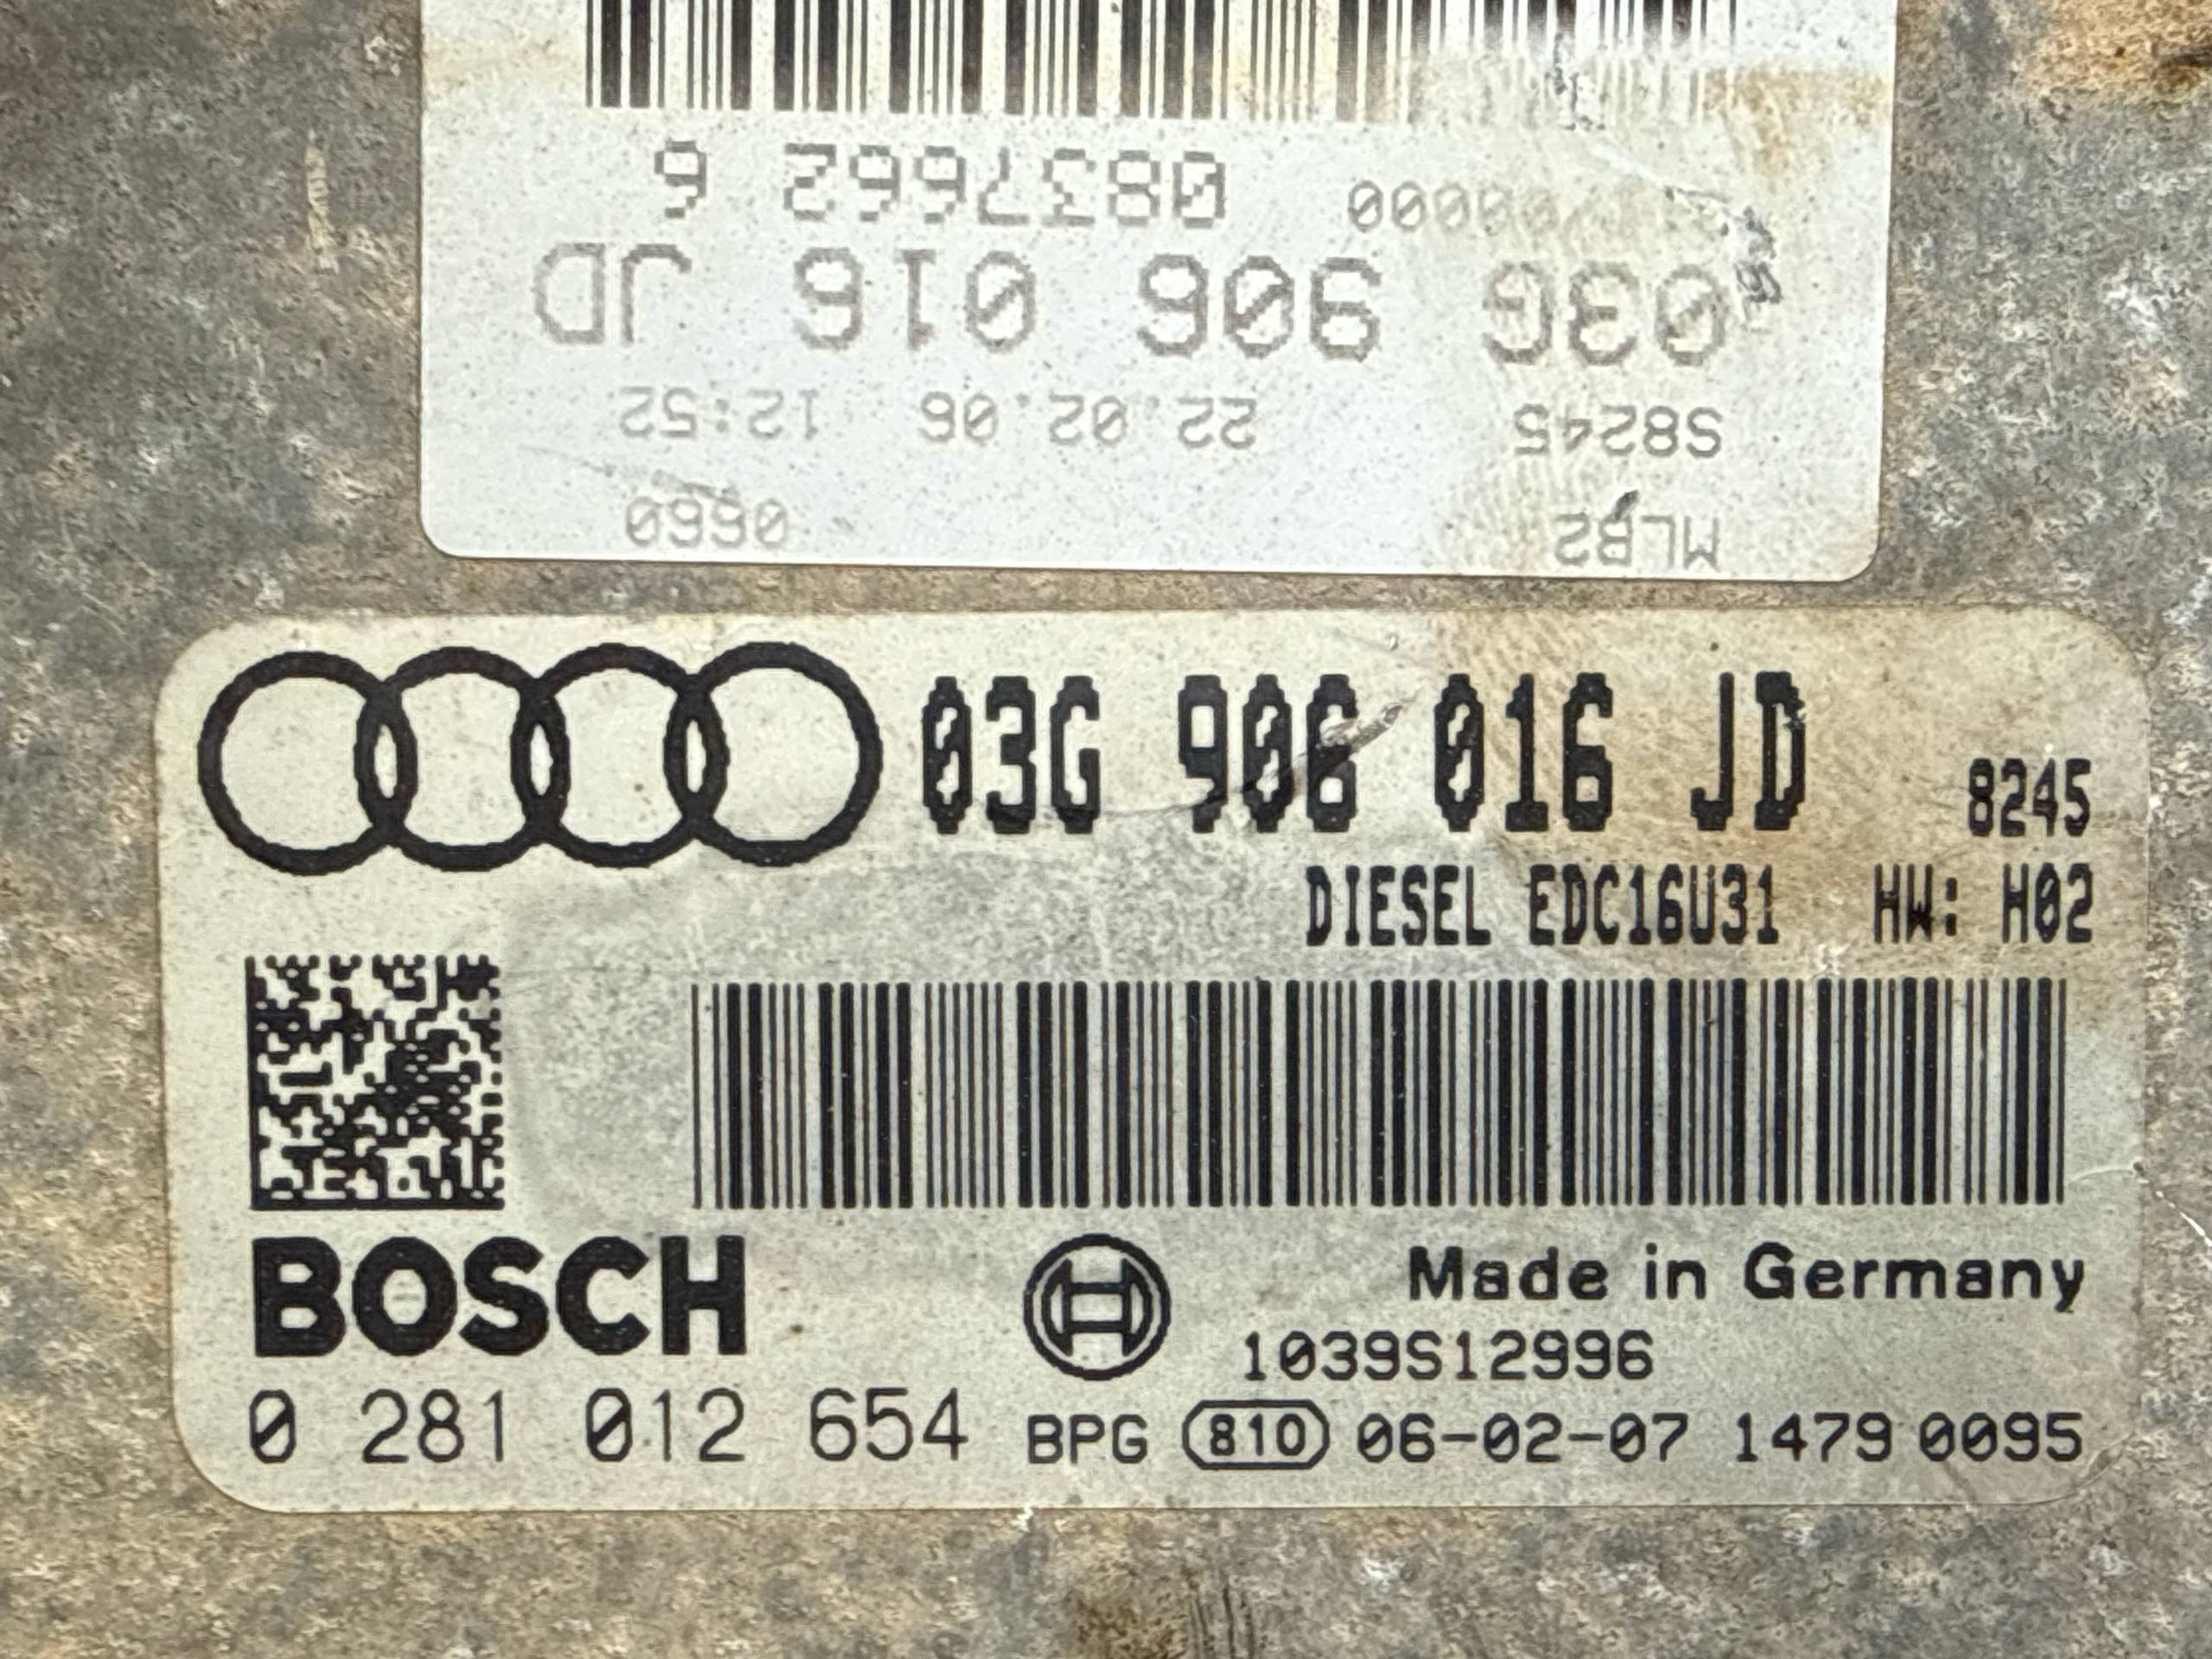 08377662 6
03G 906 016 JD
S8245 22.02.06 12:52
MLB2 0660
03G 906 016 JD 8245
DIESEL EDC16U31 HW: H02
BOSCH
Made in Germany
1039S12996
0 281 012 654 BPG 810 06-02-07 1479 0095